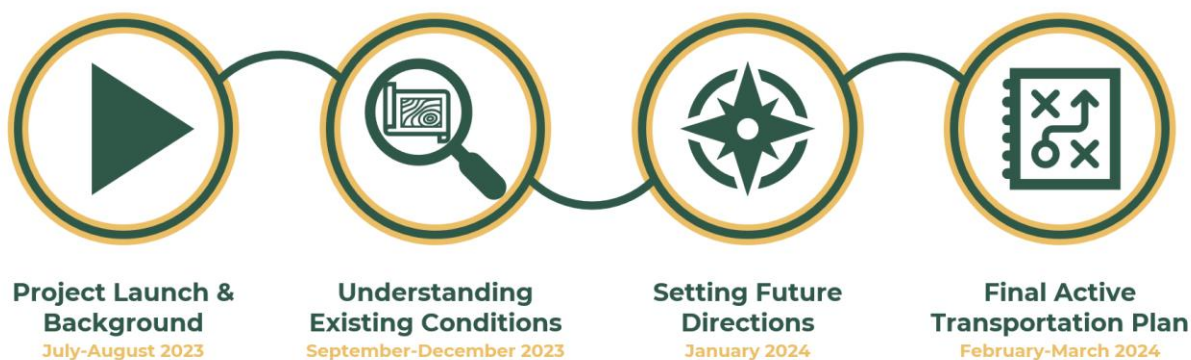 Project Launch &
Background
July-August 2023
Understanding
Existing Conditions
September-December 2023
Setting Future
Directions
January 2024
Final Active
Transportation Plan
February-March 2024